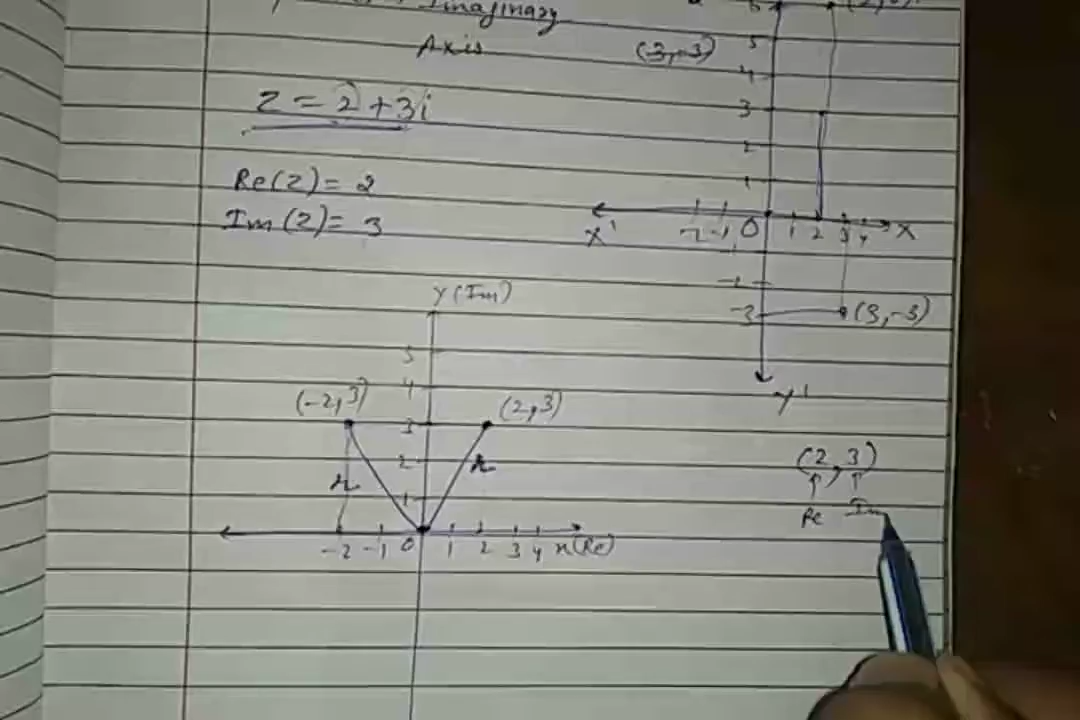 Imajinary
Axis
(3,-3)
Z = 2 + 3i
Re(Z) = 2
Im(Z) = 3
5
4
3
2
1
X' -2 -1 0 1 2 3 4 X
-3 (3,-3)
Y'
Y (Im)
5
(-2,3) 4 (2,3)
3
2
r r
1
-2 -1 0 1 2 3 4 x(Re)
(2,3)
↑ ↑
Re Im